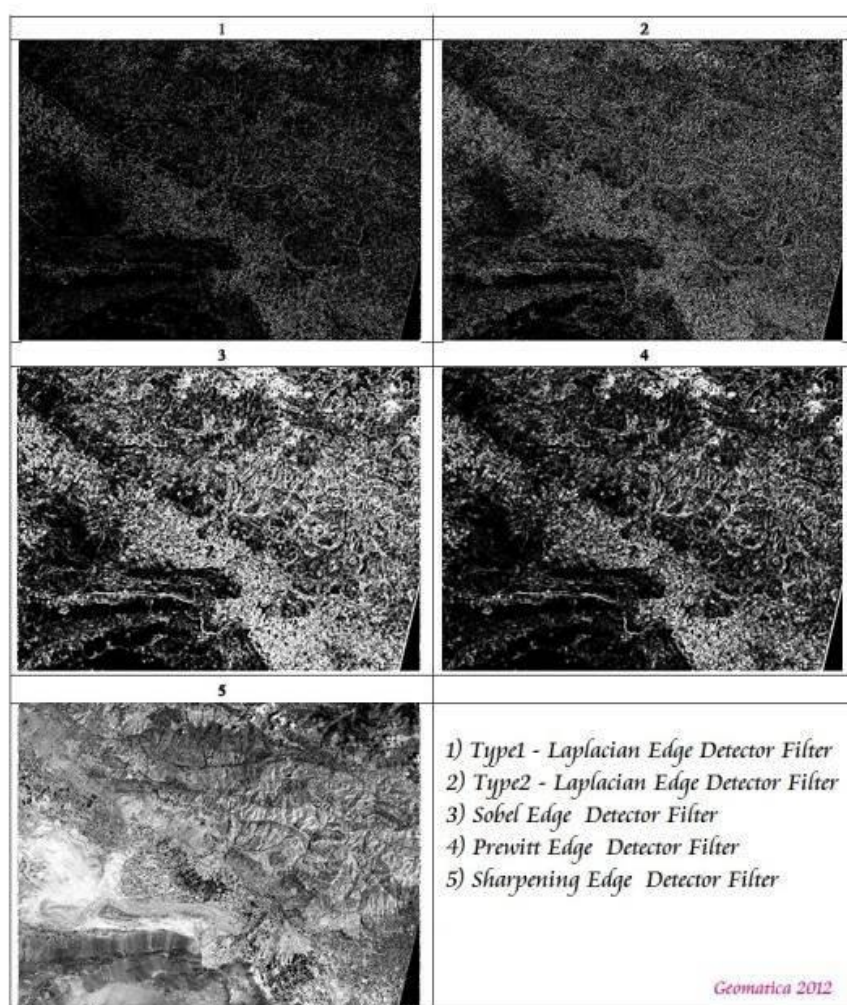 1
2
3
4
5
1) Type1 - Laplacian Edge Detector Filter
2) Type2 - Laplacian Edge Detector Filter
3) Sobel Edge Detector Filter
4) Prewitt Edge Detector Filter
5) Sharpening Edge Detector Filter
Geomatica 2012